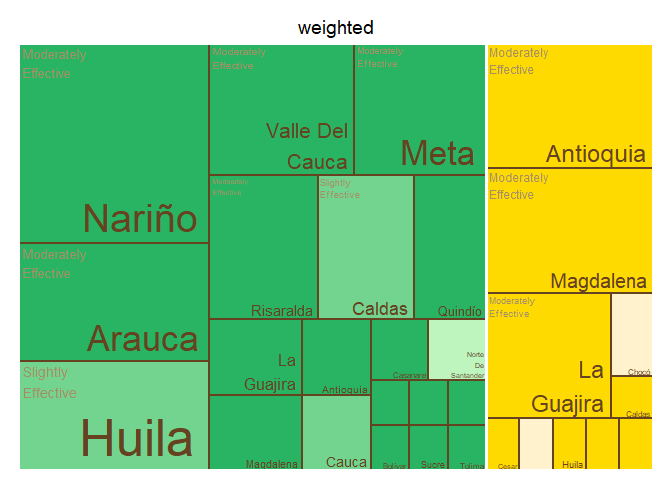 weighted
Moderately
Effective
Nariño
Moderately
Effective
Arauca
Slightly
Effective
Huila
Moderately
Effective
Valle Del
Cauca
Moderately
Effective
Meta
Moderately
Effective
Risaralda
Slightly
Effective
Caldas
Quindío
La
Guajira
Antioquia
Casanare
Norte
De
Santander
Magdalena
Cauca
Bolívar
Sucre
Tolima
Moderately
Effective
Antioquia
Moderately
Effective
Magdalena
Moderately
Effective
La
Guajira
Chocó
Caldas
Cesar
Huila